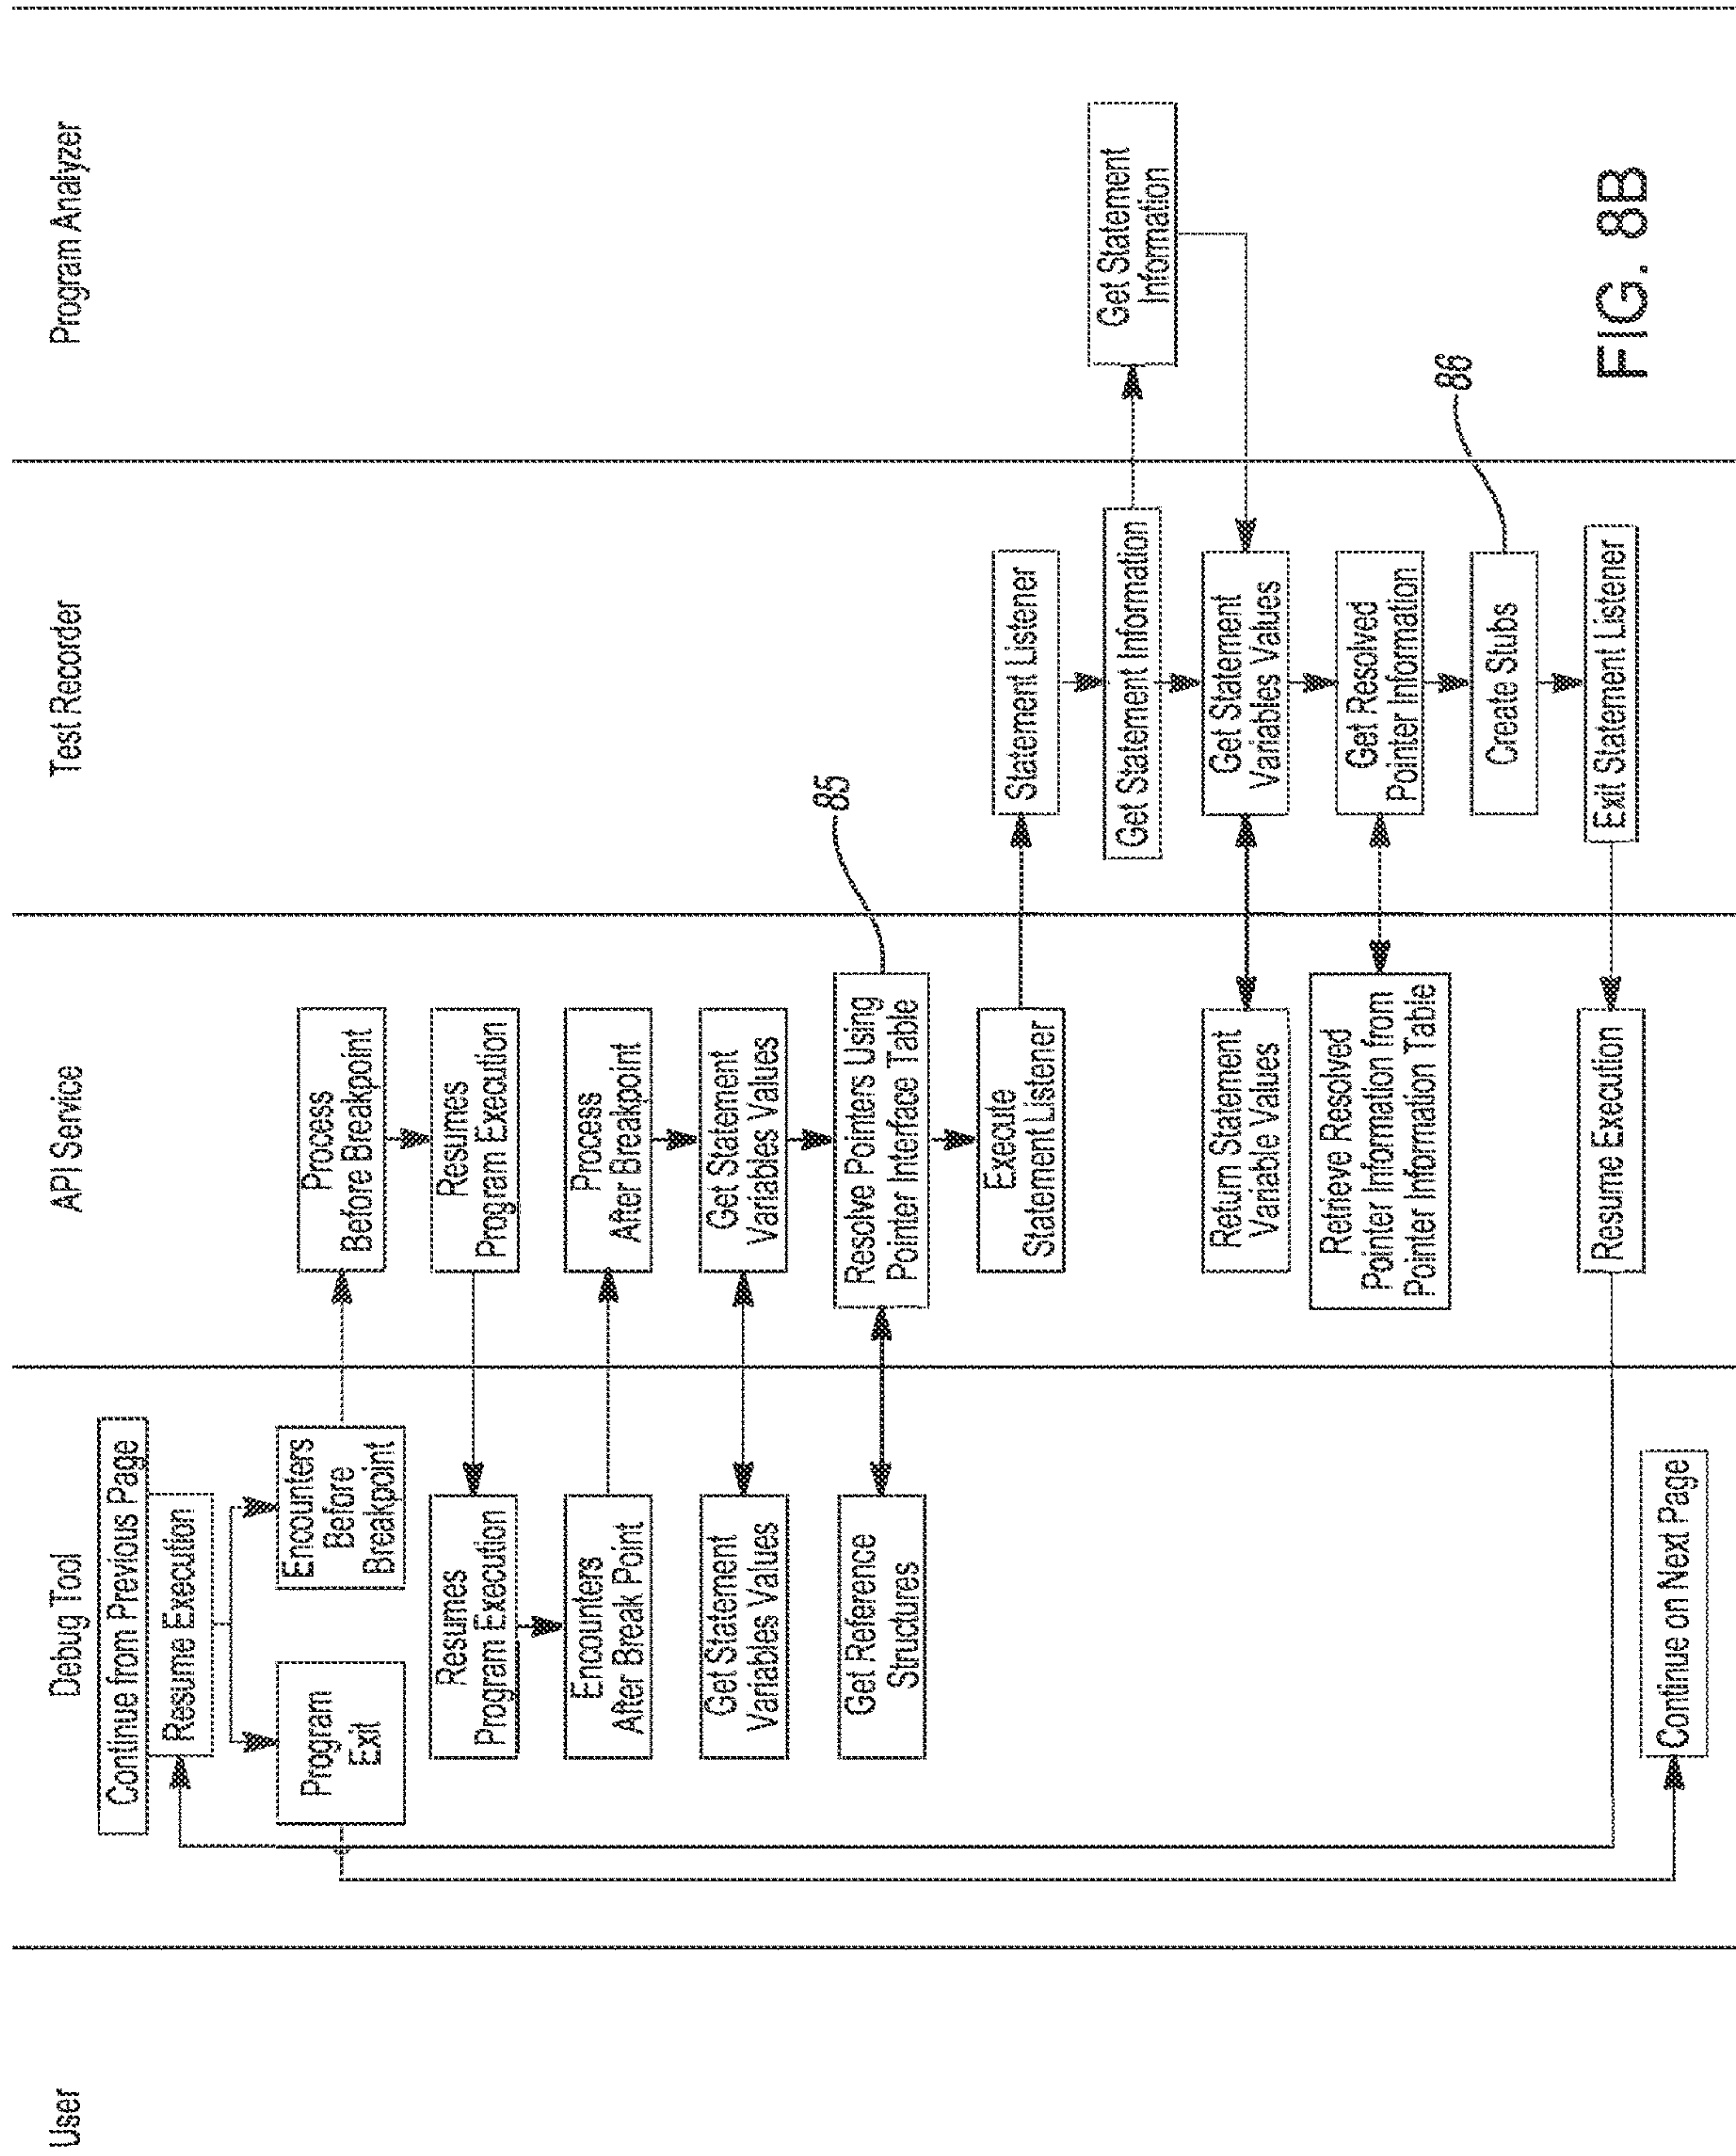 User
Debug Tool
API Service
Test Recorder
Program Analyzer
Continue from Previous Page
Resume Execution
Program
Exit
Encounters
Before
Breakpoint
Process
Before Breakpoint
Resumes
Program Execution
Resumes
Program Execution
Encounters
After Break Point
Process
After Breakpoint
Get Statement
Variables Values
Get Statement
Variables Values
Get Reference
Structures
Resolve Pointers Using
Pointer Interface Table
85
Execute
Statement Listener
Statement Listener
Get Statement Information
Get Statement
Information
Return Statement
Variable Values
Get Statement
Variables Values
Retrieve Resolved
Pointer Information from
Pointer Information Table
Get Resolved
Pointer Information
Create Stubs
86
Resume Execution
Exit Statement Listener
Continue on Next Page
FIG. 8B